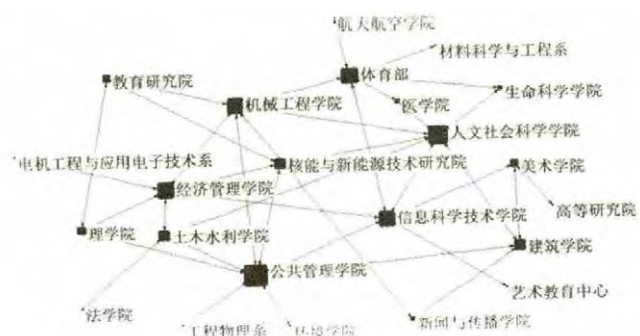 航天航空学院
材料科学与工程系
体育部
教育研究院
生命科学学院
机械工程学院
医学院
人文社会科学学院
电机工程与应用电子技术系
核能与新能源技术研究院
美术学院
经济管理学院
高等研究院
信息科学技术学院
理学院
土木水利学院
建筑学院
公共管理学院
艺术教育中心
法学院
新闻与传播学院
工程物理系
环境学院